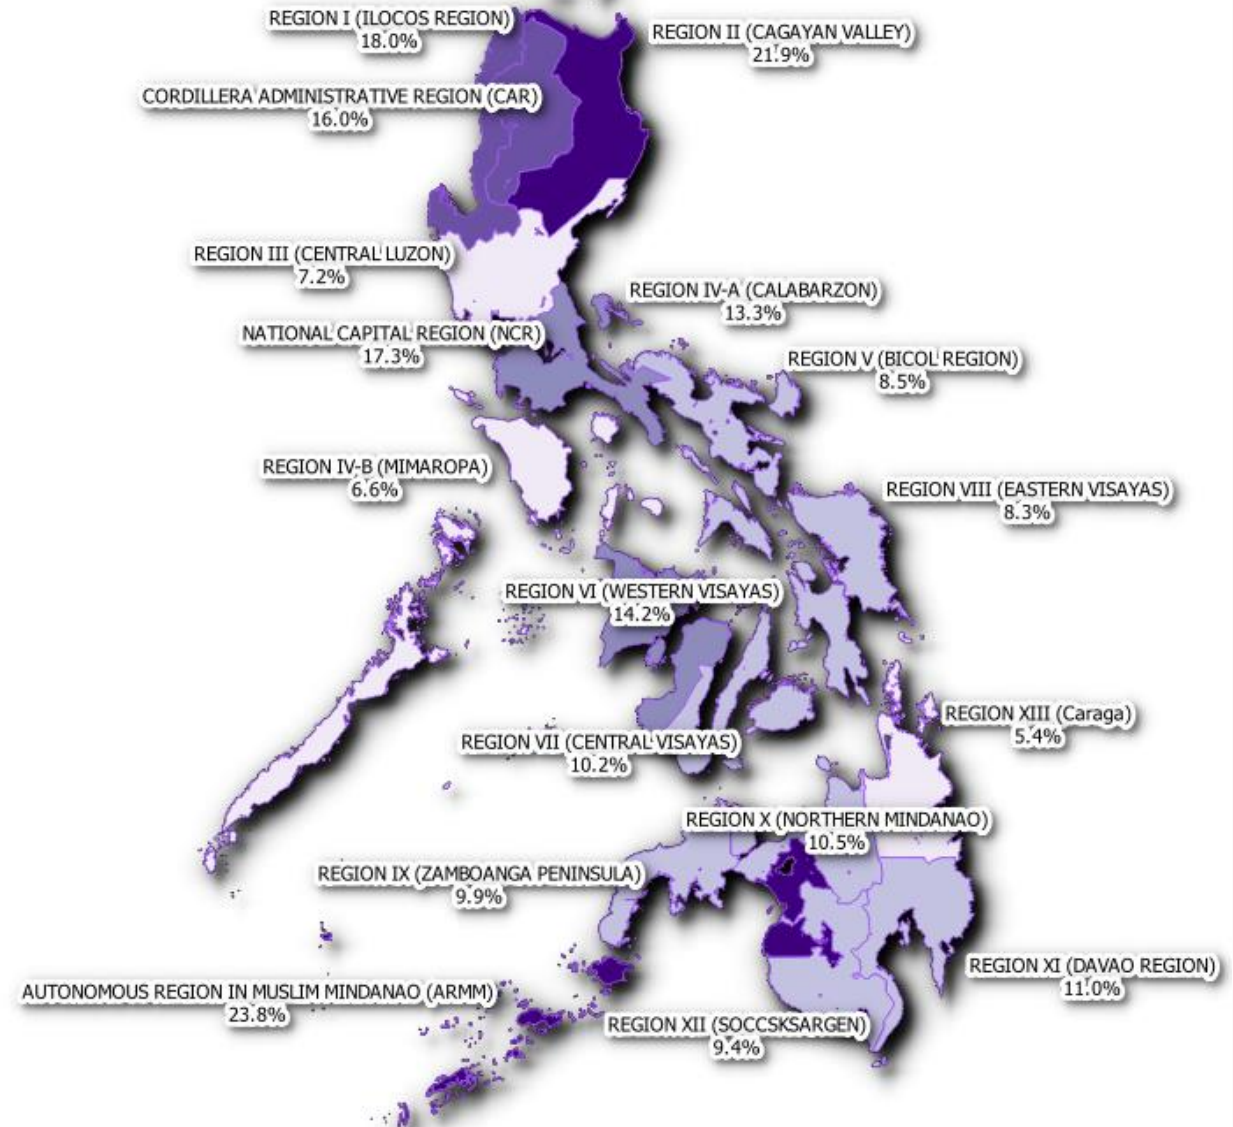 REGION I (ILOCOS REGION)
18.0%
REGION II (CAGAYAN VALLEY)
21.9%
CORDILLERA ADMINISTRATIVE REGION (CAR)
16.0%
REGION III (CENTRAL LUZON)
7.2%
REGION IV-A (CALABARZON)
13.3%
NATIONAL CAPITAL REGION (NCR)
17.3%
REGION V (BICOL REGION)
8.5%
REGION IV-B (MIMAROPA)
6.6%
REGION VIII (EASTERN VISAYAS)
8.3%
REGION VI (WESTERN VISAYAS)
14.2%
REGION XIII (Caraga)
5.4%
REGION VII (CENTRAL VISAYAS)
10.2%
REGION X (NORTHERN MINDANAO)
10.5%
REGION IX (ZAMBOANGA PENINSULA)
9.9%
REGION XI (DAVAO REGION)
11.0%
AUTONOMOUS REGION IN MUSLIM MINDANAO (ARMM)
23.8%
REGION XII (SOCCSKSARGEN)
9.4%